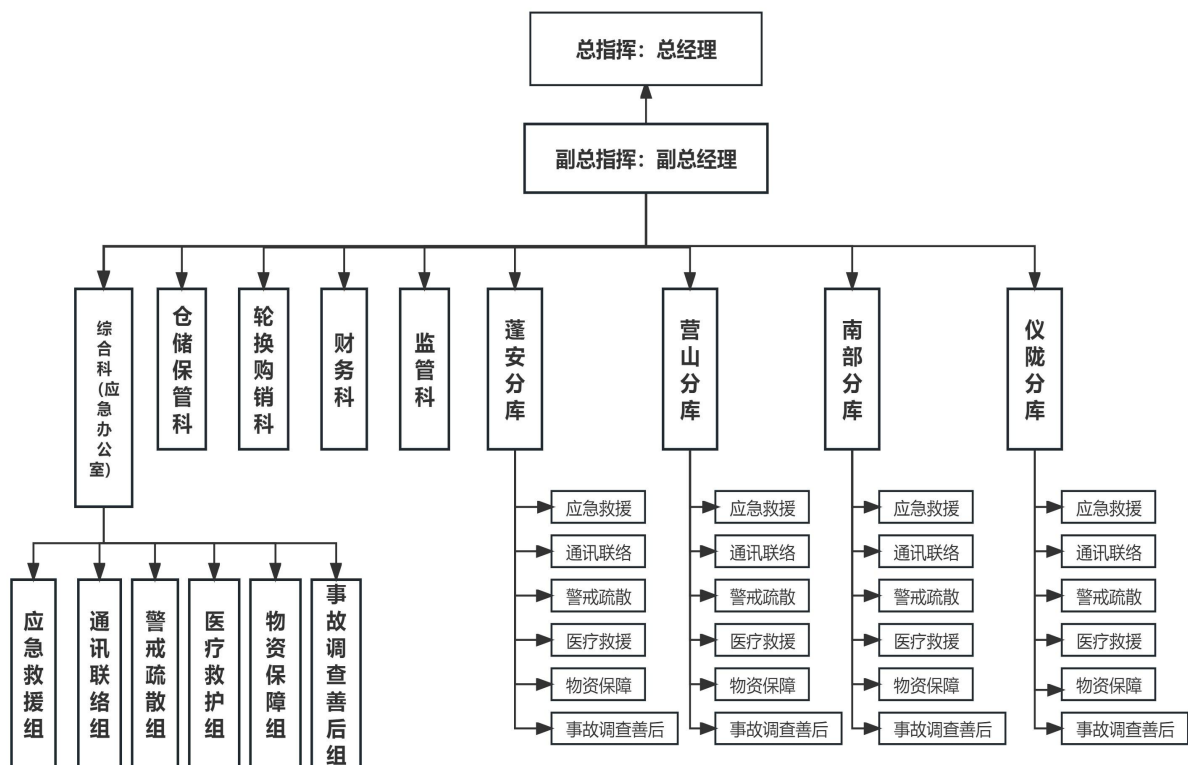 总指挥：总经理
副总指挥：副总经理
综合科(应急办公室)
仓储保管科
轮换购销科
财务科
监管科
蓬安分库
营山分库
南部分库
仪陇分库
应急救援组
通讯联络组
警戒疏散组
医疗救护组
物资保障组
事故调查善后组
应急救援
通讯联络
警戒疏散
医疗救援
物资保障
事故调查善后
应急救援
通讯联络
警戒疏散
医疗救援
物资保障
事故调查善后
应急救援
通讯联络
警戒疏散
医疗救援
物资保障
事故调查善后
应急救援
通讯联络
警戒疏散
医疗救援
物资保障
事故调查善后